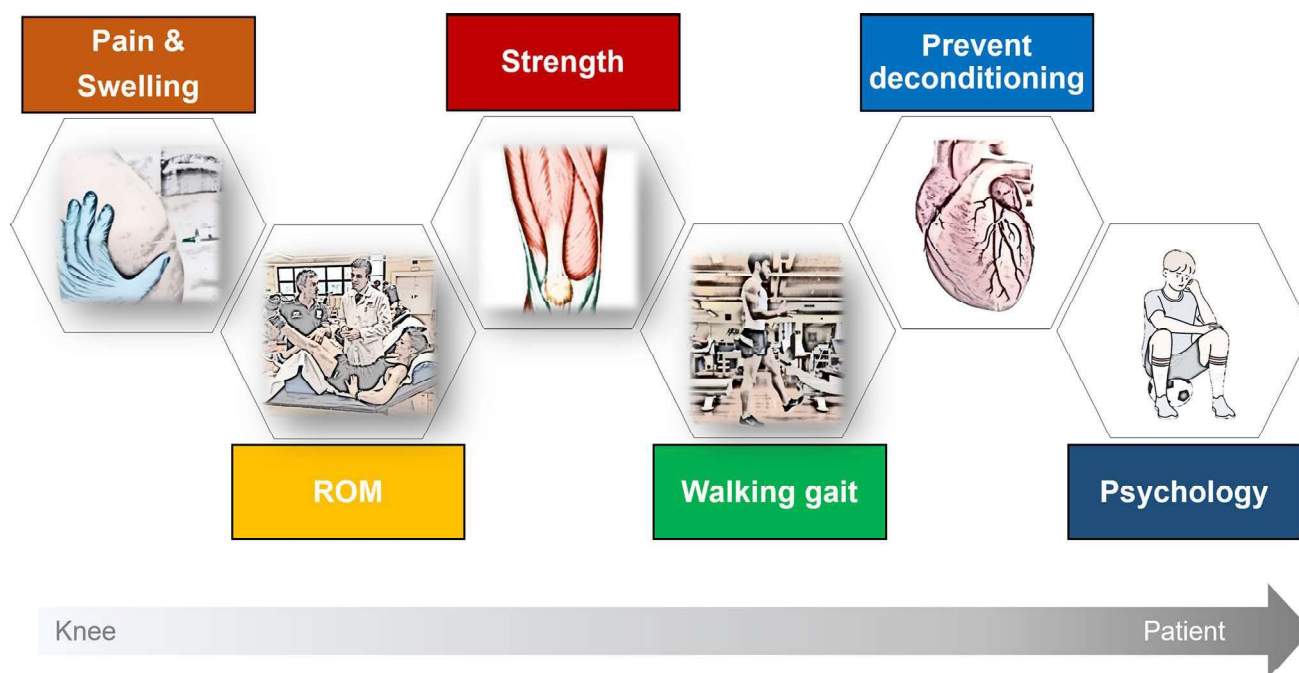 Pain &
Swelling
Strength
Prevent
deconditioning
ROM
Walking gait
Psychology
Knee
Patient